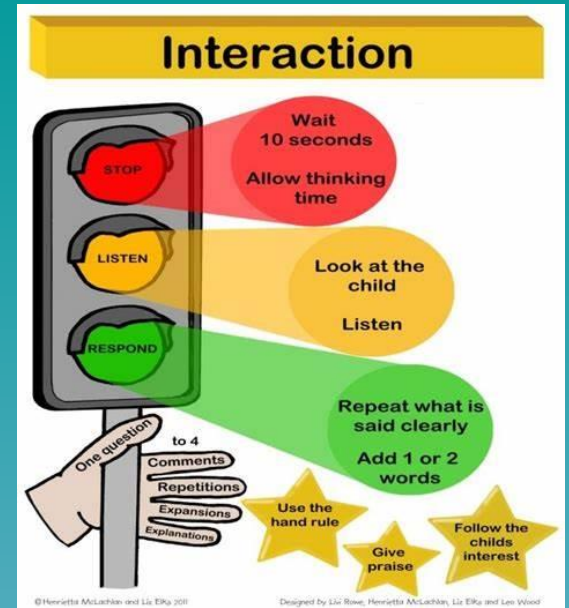 Interaction
STOP
Wait
10 seconds
Allow thinking
time
LISTEN
Look at the
child
Listen
RESPOND
Repeat what is
said clearly
Add 1 or 2
words
One question
to 4
Comments
Repetitions
Expansions
Explanations
Use the
hand rule
Give
praise
Follow the
childs
interest
© Henrietta McLachlan and Liz Elks 2011
Designed by Livi Rowe, Henrietta McLachlan, Liz Elks and Leo Wood